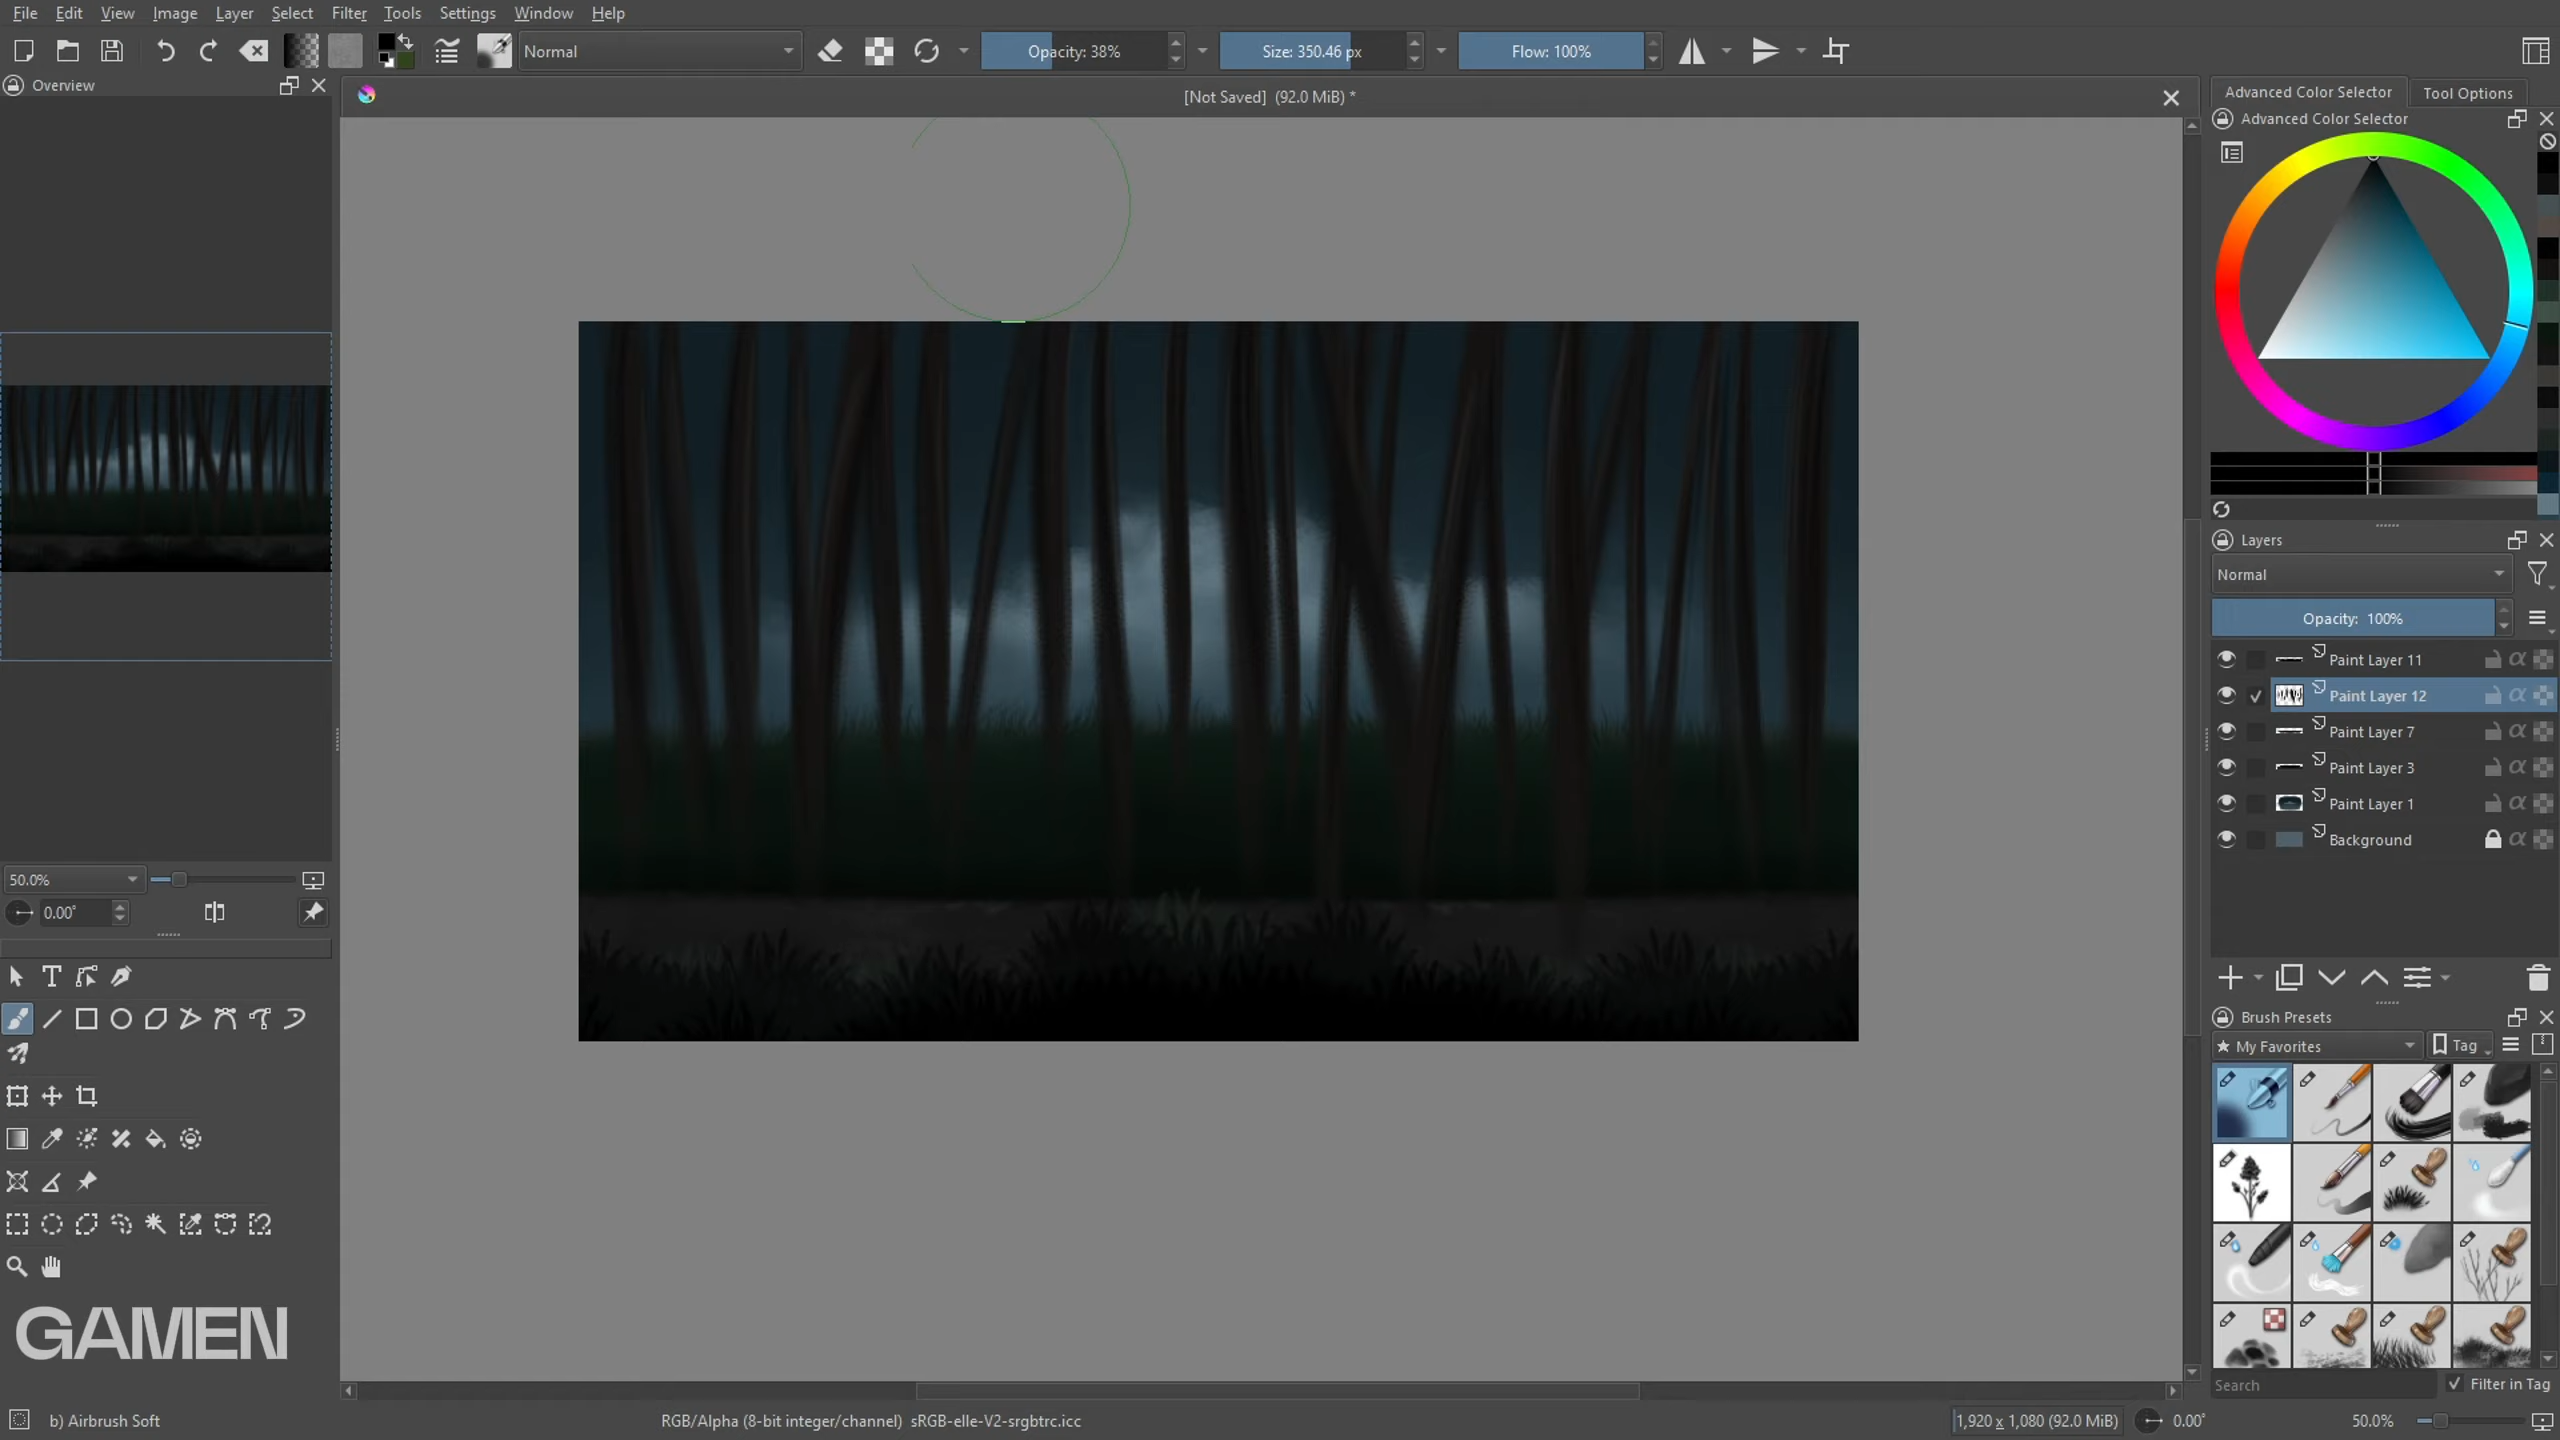 File Edit View Image Layer Select Filter Tools Settings Window Help
Normal Opacity: 38% Size: 350.46 px Flow: 100%
Overview
[Not Saved] (92.0 MiB) *
Advanced Color Selector Tool Options
Advanced Color Selector
Layers
Normal
Opacity: 100%
Paint Layer 11
Paint Layer 12
Paint Layer 7
Paint Layer 3
Paint Layer 1
Background
50.0%
0.00°
Brush Presets
My Favorites Tag
GAMEN
Search Filter in Tag
b) Airbrush Soft RGB/Alpha (8-bit integer/channel) sRGB-elle-V2-srgbtrc.icc 1,920 x 1,080 (92.0 MiB) 0.00° 50.0%